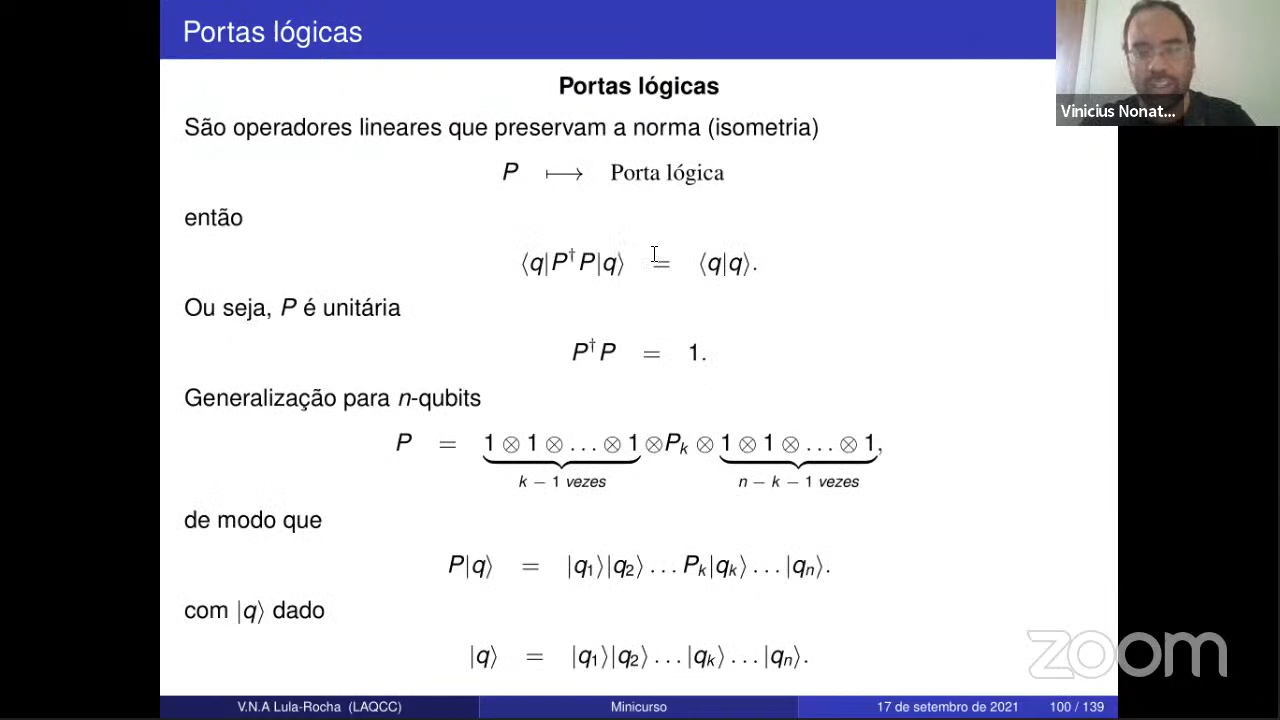 Portas lógicas
Portas lógicas
São operadores lineares que preservam a norma (isometria)
P ⟼ Porta lógica
então
⟨q|P†P|q⟩ = ⟨q|q⟩.
Ou seja, P é unitária
P†P = 1.
Generalização para n-qubits
P = 1 ⊗ 1 ⊗ … ⊗ 1 ⊗ Pₖ ⊗ 1 ⊗ 1 ⊗ … ⊗ 1,
k − 1 vezes n − k − 1 vezes
de modo que
P|q⟩ = |q₁⟩|q₂⟩ … Pₖ|qₖ⟩ … |qₙ⟩.
com |q⟩ dado
|q⟩ = |q₁⟩|q₂⟩ … |qₖ⟩ … |qₙ⟩.
V.N.A Lula-Rocha (LAQCC) Minicurso 17 de setembro de 2021 100 / 139
Vinicius Nonat...
zoom